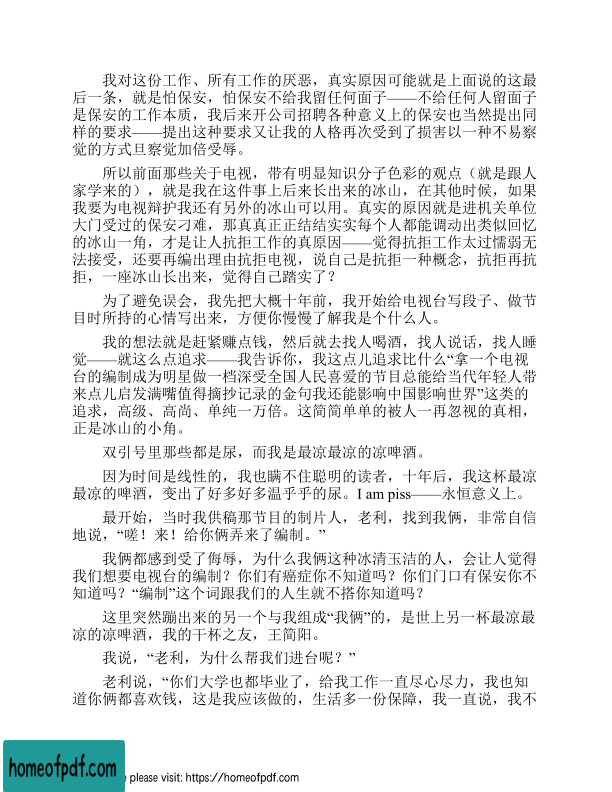 我对这份工作、所有工作的厌恶，真实原因可能就是上面说的这最
后一条，就是怕保安，怕保安不给我留任何面子——不给任何人留面子
是保安的工作本质，我后来开公司招聘各种意义上的保安也当然提出同
样的要求——提出这种要求又让我的人格再次受到了损害以一种不易察
觉的方式旦察觉加倍受辱。
所以前面那些关于电视，带有明显知识分子色彩的观点（就是跟人
家学来的），就是我在这件事上后来长出来的冰山，在其他时候，如果
我要为电视辩护我还有另外的冰山可以用。真实的原因就是进机关单位
大门受过的保安刁难，那真真正正结结实实每个人都能调动出类似回忆
的冰山一角，才是让人抗拒工作的真原因——觉得抗拒工作太过懦弱无
法接受，还要再编出理由抗拒电视，说自己是抗拒一种概念，抗拒再抗
拒，一座冰山长出来，觉得自己踏实了？
为了避免误会，我先把大概十年前，我开始给电视台写段子、做节
目时所持的心情写出来，方便你慢慢了解我是个什么人。
我的想法就是赶紧赚点钱，然后就去找人喝酒，找人说话，找人睡
觉——就这么点追求——我告诉你，我这点儿追求比什么“拿一个电视
台的编制成为明星做一档深受全国人民喜爱的节目总能给当代年轻人带
来点儿启发满嘴值得摘抄记录的金句我还能影响中国影响世界”这类的
追求，高级、高尚、单纯一万倍。这简简单单的被人一再忽视的真相，
正是冰山的小角。
双引号里那些都是尿，而我是最凉最凉的凉啤酒。
因为时间是线性的，我也瞒不住聪明的读者，十年后，我这杯最凉
最凉的啤酒，变出了好多好多温乎乎的尿。I am piss——永恒意义上。
最开始，当时我供稿那节目的制片人，老利，找到我俩，非常自信
地说，“嗟！来！给你俩弄来了编制。”
我俩都感到受了侮辱，为什么我俩这种冰清玉洁的人，会让人觉得
我们想要电视台的编制？你们有癌症你不知道吗？你们门口有保安你不
知道吗？“编制”这个词跟我们的人生就不搭你知道吗？
这里突然蹦出来的另一个与我组成“我俩”的，是世上另一杯最凉最
凉的凉啤酒，我的干杯之友，王简阳。
我说，“老利，为什么帮我们进台呢？”
老利说，“你们大学也都毕业了，给我工作一直尽心尽力，我也知
道你俩都喜欢钱，这是我应该做的，生活多一份保障，我一直说，我不
homeofpdf.com
e please visit: https://homeofpdf.com